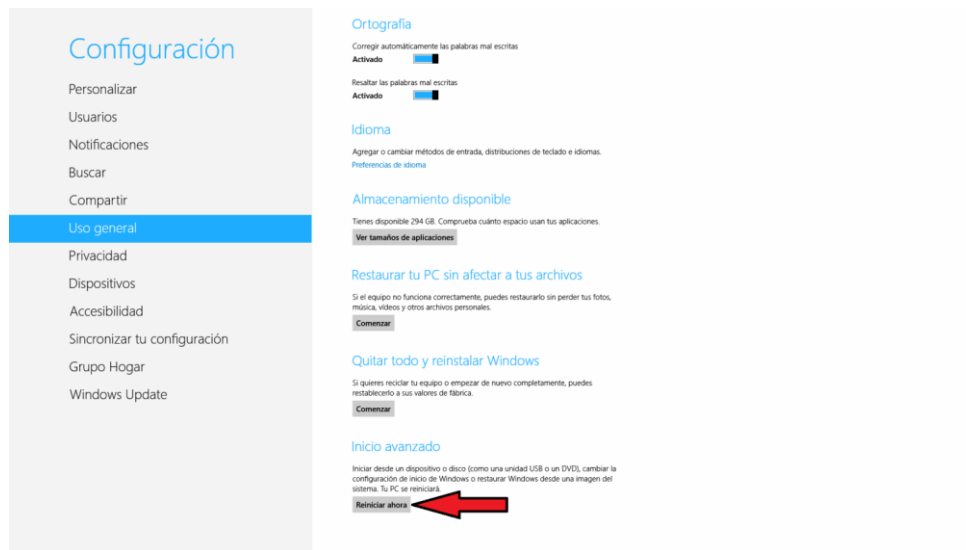 Configuración
Personalizar
Usuarios
Notificaciones
Buscar
Compartir
Uso general
Privacidad
Dispositivos
Accesibilidad
Sincronizar tu configuración
Grupo Hogar
Windows Update
Ortografía
Corregir automáticamente las palabras mal escritas
Activado
Resaltar las palabras mal escritas
Activado
Idioma
Agregar o cambiar métodos de entrada, distribuciones de teclado e idiomas.
Preferencias de idioma
Almacenamiento disponible
Tienes disponible 294 GB. Comprueba cuánto espacio usan tus aplicaciones.
Ver tamaños de aplicaciones
Restaurar tu PC sin afectar a tus archivos
Si el equipo no funciona correctamente, puedes restaurarlo sin perder tus fotos,
música, vídeos y otros archivos personales.
Comenzar
Quitar todo y reinstalar Windows
Si quieres reciclar tu equipo o empezar de nuevo completamente, puedes
restablecerlo a sus valores de fábrica.
Comenzar
Inicio avanzado
Iniciar desde un dispositivo o disco (como una unidad USB o un DVD), cambiar la
configuración de inicio de Windows o restaurar Windows desde una imagen del
sistema. Tu PC se reiniciará.
Reiniciar ahora